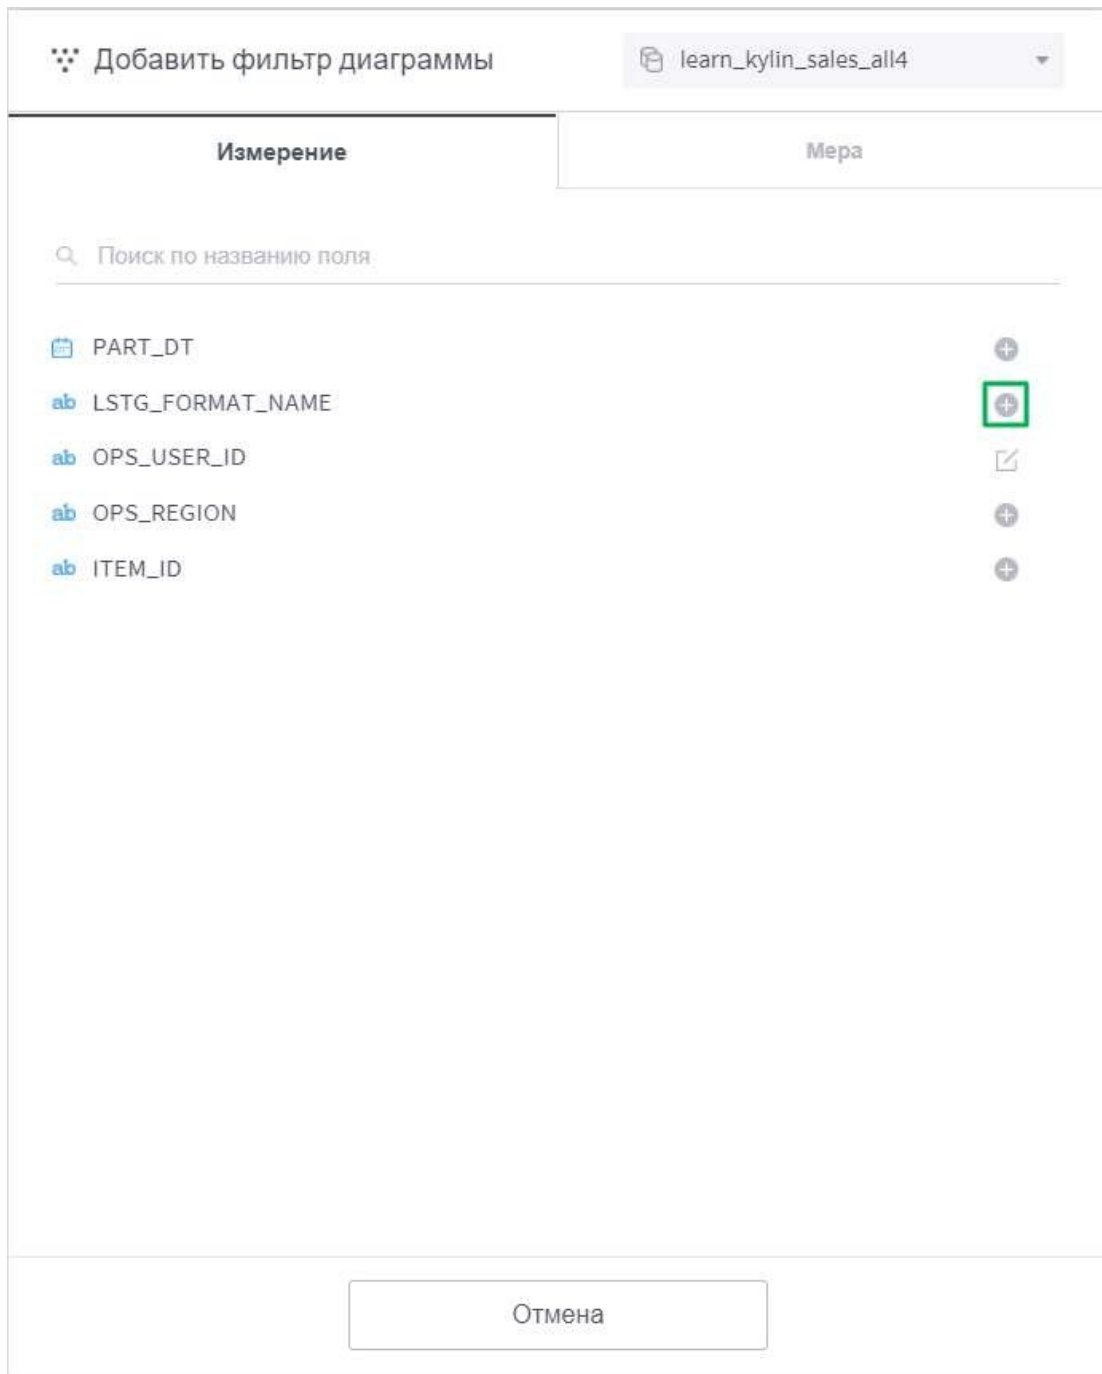 Добавить фильтр диаграммы learn_kylin_sales_all4
Измерение Мера
Поиск по названию поля
PART_DT
ab LSTG_FORMAT_NAME
ab OPS_USER_ID
ab OPS_REGION
ab ITEM_ID
Отмена